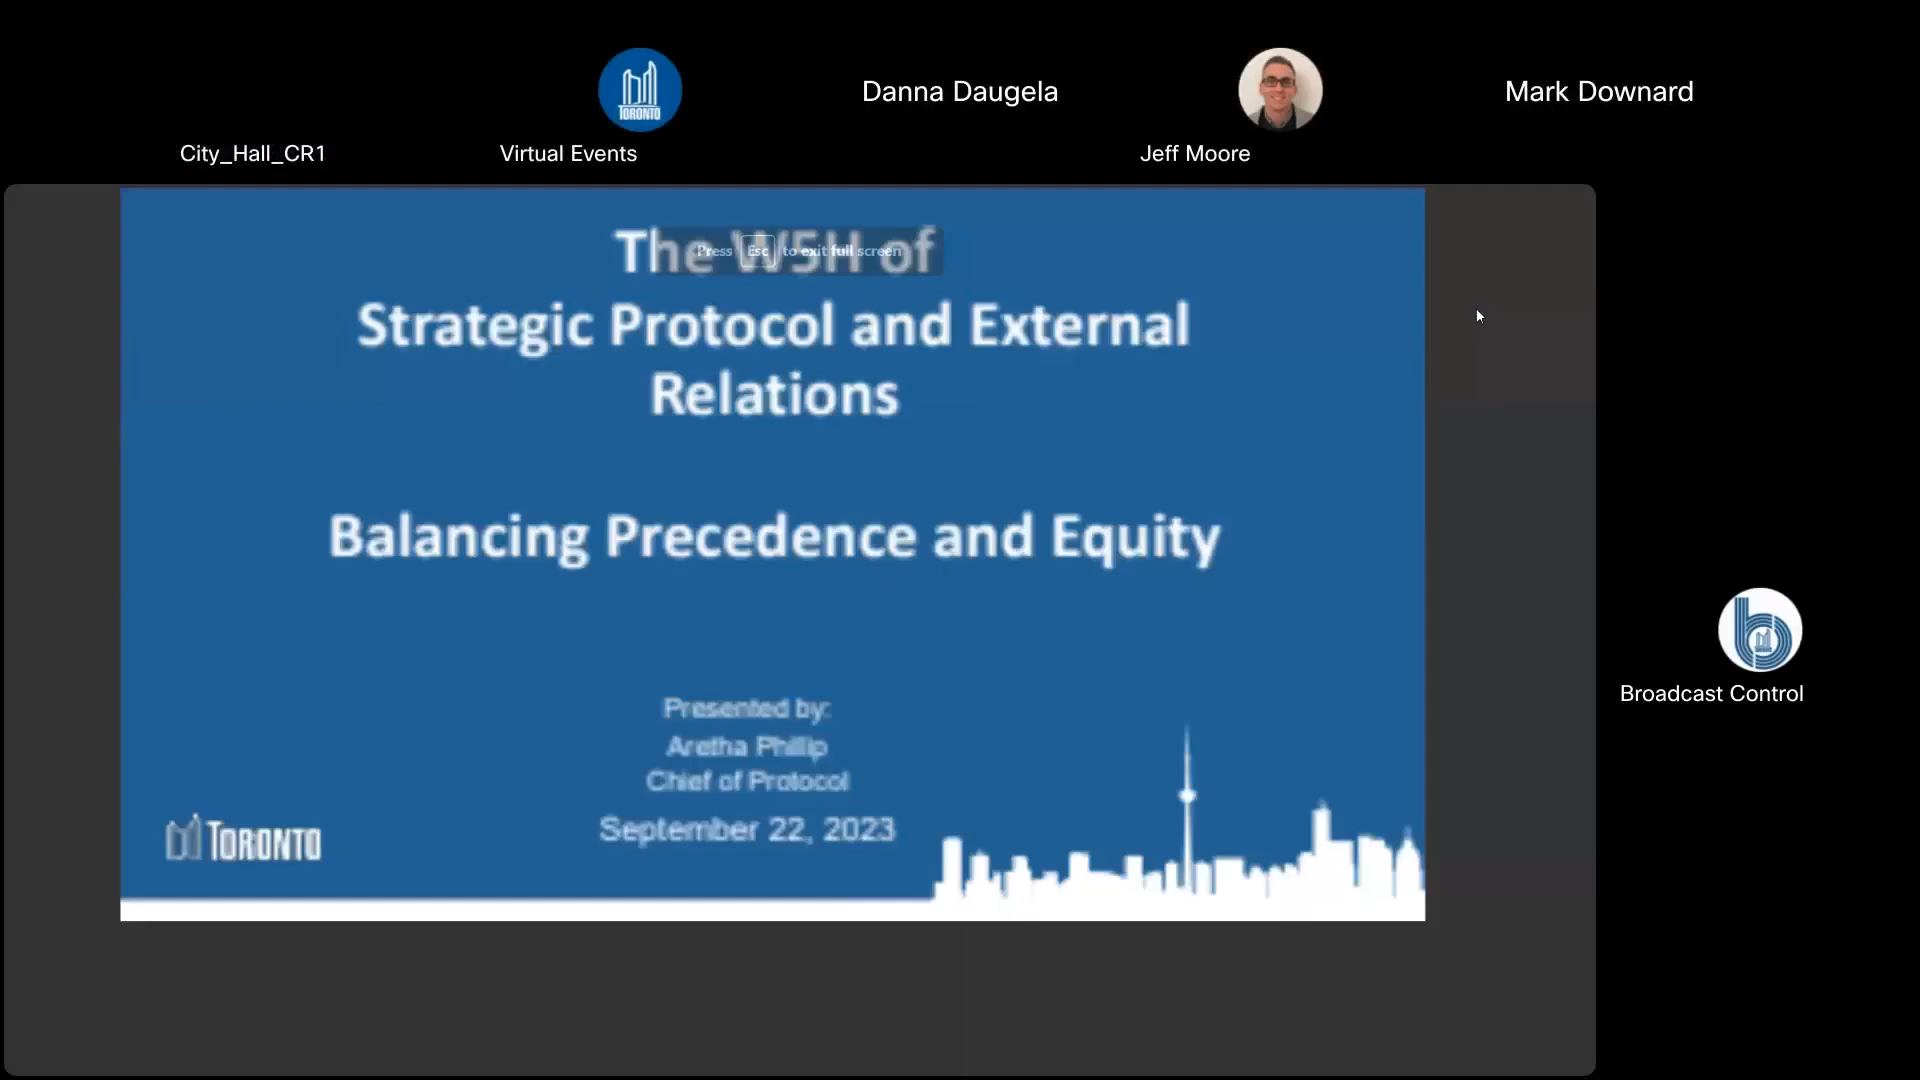 TORONTO
Danna Daugela
Mark Downard
City_Hall_CR1
Virtual Events
Jeff Moore
The W5H of
Press Esc to exit full screen
Strategic Protocol and External
Relations
Balancing Precedence and Equity
Presented by:
Aretha Phillip
Chief of Protocol
September 22, 2023
TORONTO
Broadcast Control